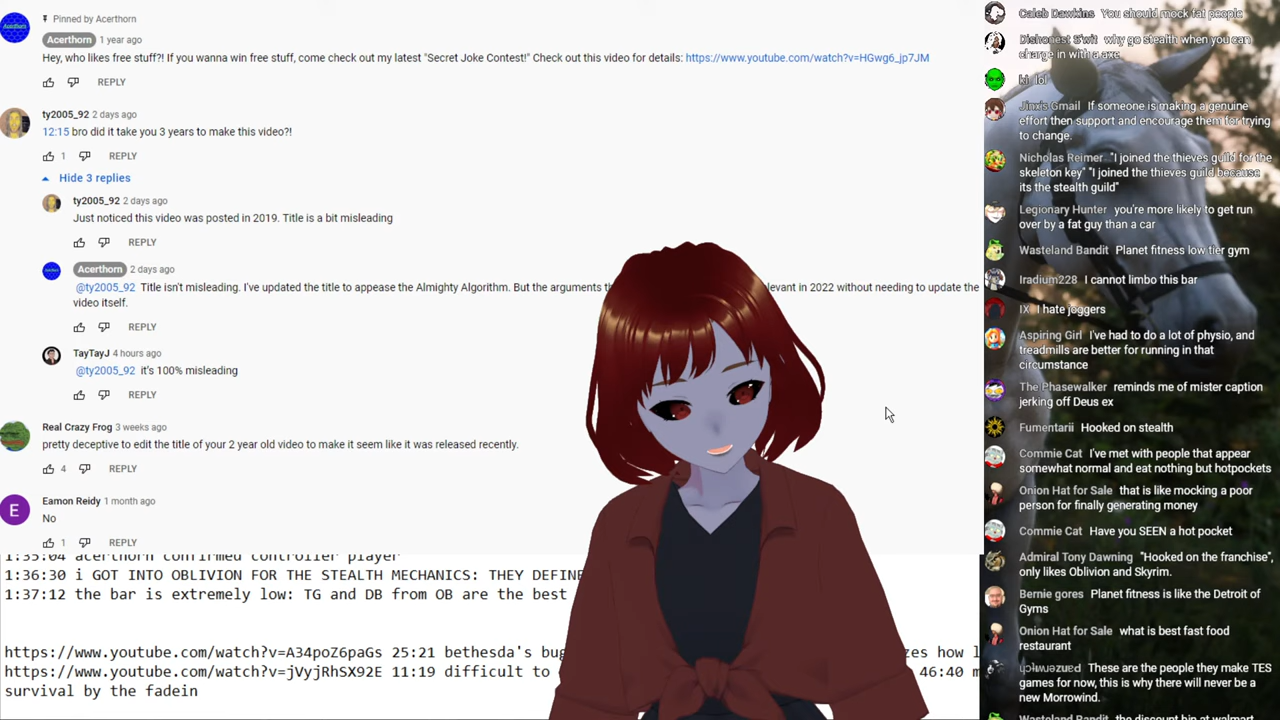 Pinned by Acerthorn
Acerthorn 1 year ago
Hey, who likes free stuff?! If you wanna win free stuff, come check out my latest "Secret Joke Contest!" Check out this video for details: https://www.youtube.com/watch?v=HGwg6_jp7JM
REPLY
ty2005_92 2 days ago
12:15 bro did it take you 3 years to make this video?!
1 REPLY
Hide 3 replies
ty2005_92 2 days ago
Just noticed this video was posted in 2019. Title is a bit misleading
REPLY
Acerthorn 2 days ago
@ty2005_92 Title isn't misleading. I've updated the title to appease the Almighty Algorithm. But the arguments in 2022 without needing to update the
video itself.
REPLY
TayTayJ 4 hours ago
@ty2005_92 it's 100% misleading
REPLY
Real Crazy Frog 3 weeks ago
pretty deceptive to edit the title of your 2 year old video to make it seem like it was released recently.
4 REPLY
E
Eamon Reidy 1 month ago
No
1 REPLY
1:35:04 acerthorn confirmed controller player
1:36:30 i GOT INTO OBLIVION FOR THE STEALTH MECHANICS: THEY DEFINE
1:37:12 the bar is extremely low: TG and DB from OB are the best
https://www.youtube.com/watch?v=A34poZ6paGs 25:21 bethesda's how
https://www.youtube.com/watch?v=jVyjRhSX92E 11:19 difficult to 46:40
survival by the fadein
Caleb Dawkins You should mock fat people
Dishonest S'wit why go stealth when you can
charge in with a axe
ki lol
Jinxis Gmail If someone is making a genuine
effort then support and encourage them for trying
to change.
Nicholas Reimer "I joined the thieves guild for the
skeleton key" "I joined the thieves guild because
its the stealth guild"
Legionary Hunter you're more likely to get run
over by a fat guy than a car
Wasteland Bandit Planet fitness low tier gym
Iradium228 I cannot limbo this bar
IX I hate joggers
Aspiring Girl I've had to do a lot of physio, and
treadmills are better for running in that
circumstance
The Phasewalker reminds me of mister caption
jerking off Deus ex
Fumentarii Hooked on stealth
Commie Cat I've met with people that appear
somewhat normal and eat nothing but hotpockets
Onion Hat for Sale that is like mocking a poor
person for finally generating money
Commie Cat Have you SEEN a hot pocket
Admiral Tony Dawning "Hooked on the franchise",
only likes Oblivion and Skyrim.
Bernie gores Planet fitness is like the Detroit of
Gyms
Onion Hat for Sale what is best fast food
restaurant
These are the people they make TES
games for now, this is why there will never be a
new Morrowind.
Wasteland Bandit the discount bin at walmart